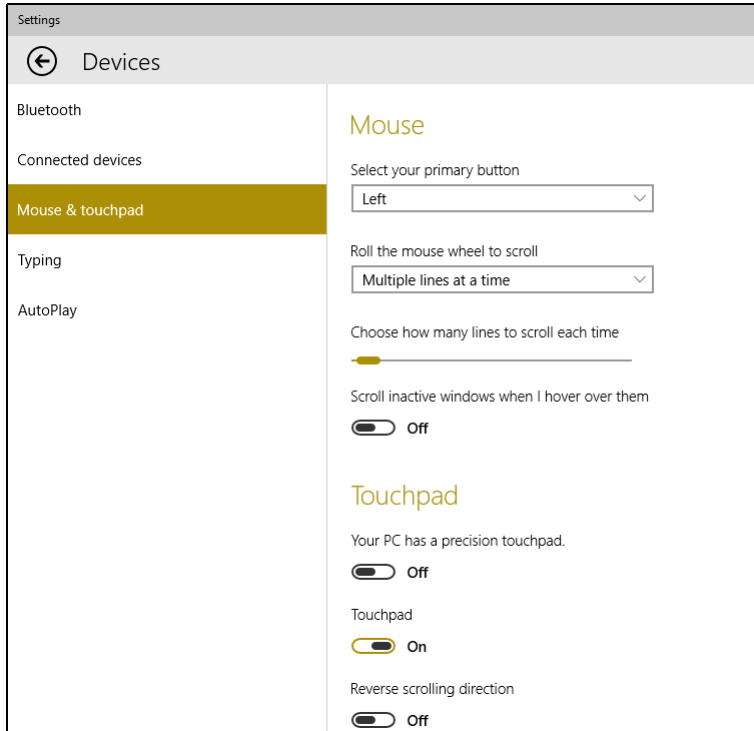 Settings
Devices
Bluetooth
Connected devices
Mouse & touchpad
Typing
AutoPlay
Mouse
Select your primary button
Left
Roll the mouse wheel to scroll
Multiple lines at a time
Choose how many lines to scroll each time
Scroll inactive windows when I hover over them
Off
Touchpad
Your PC has a precision touchpad.
Off
Touchpad
On
Reverse scrolling direction
Off